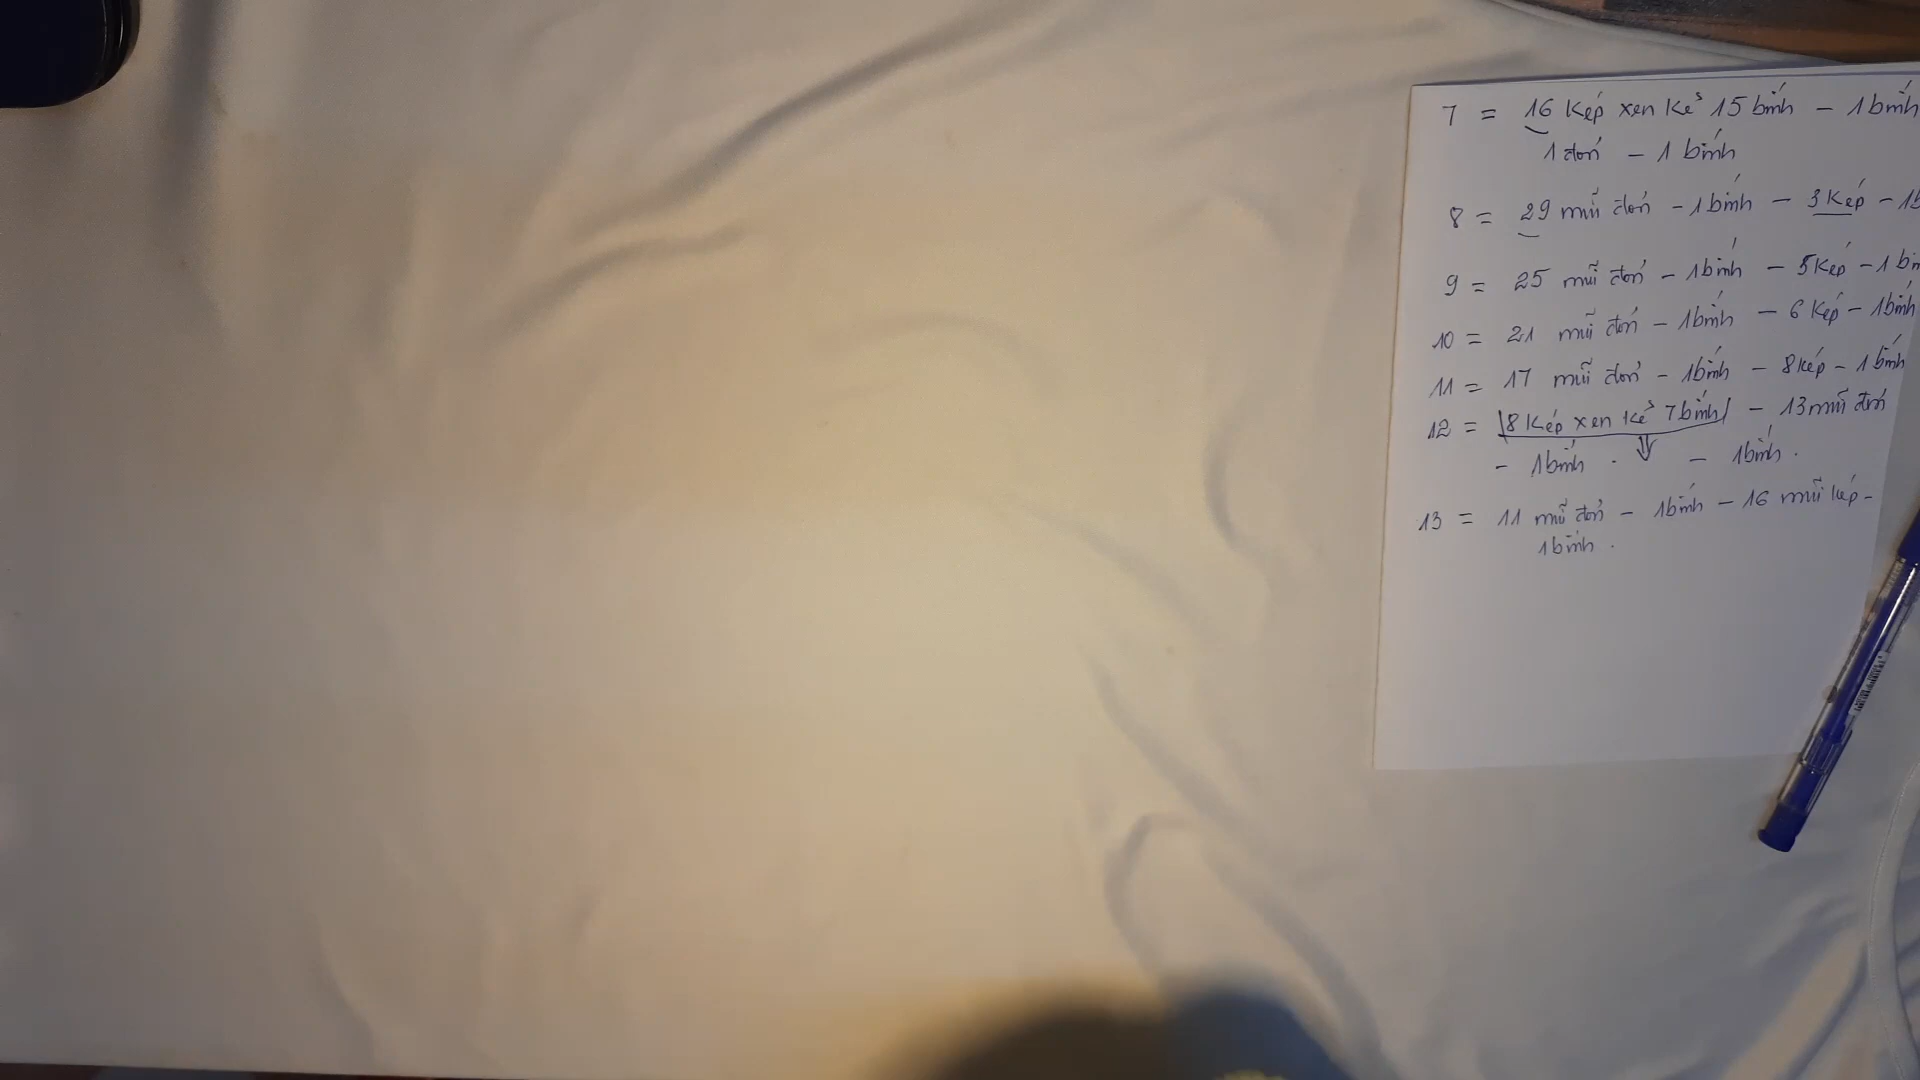 7 = 16 kép xen kẽ 15 bính - 1 bính
1 đơn - 1 bính
8 = 29 mũi đơn - 1 bính - 3 kép - 1b
9 = 25 mũi đơn - 1 bính - 5 kép - 1 bín
10 = 21 mũi đơn - 1 bính - 6 kép - 1 bính
11 = 17 mũi đơn - 1 bính - 8 kép - 1 bính
12 = 8 kép xen kẽ 7 bính - 13 mũi đơn
- 1 bính . ⇓ - 1 bính .
13 = 11 mũi đơn - 1 bính - 16 mũi kép -
1 bính .